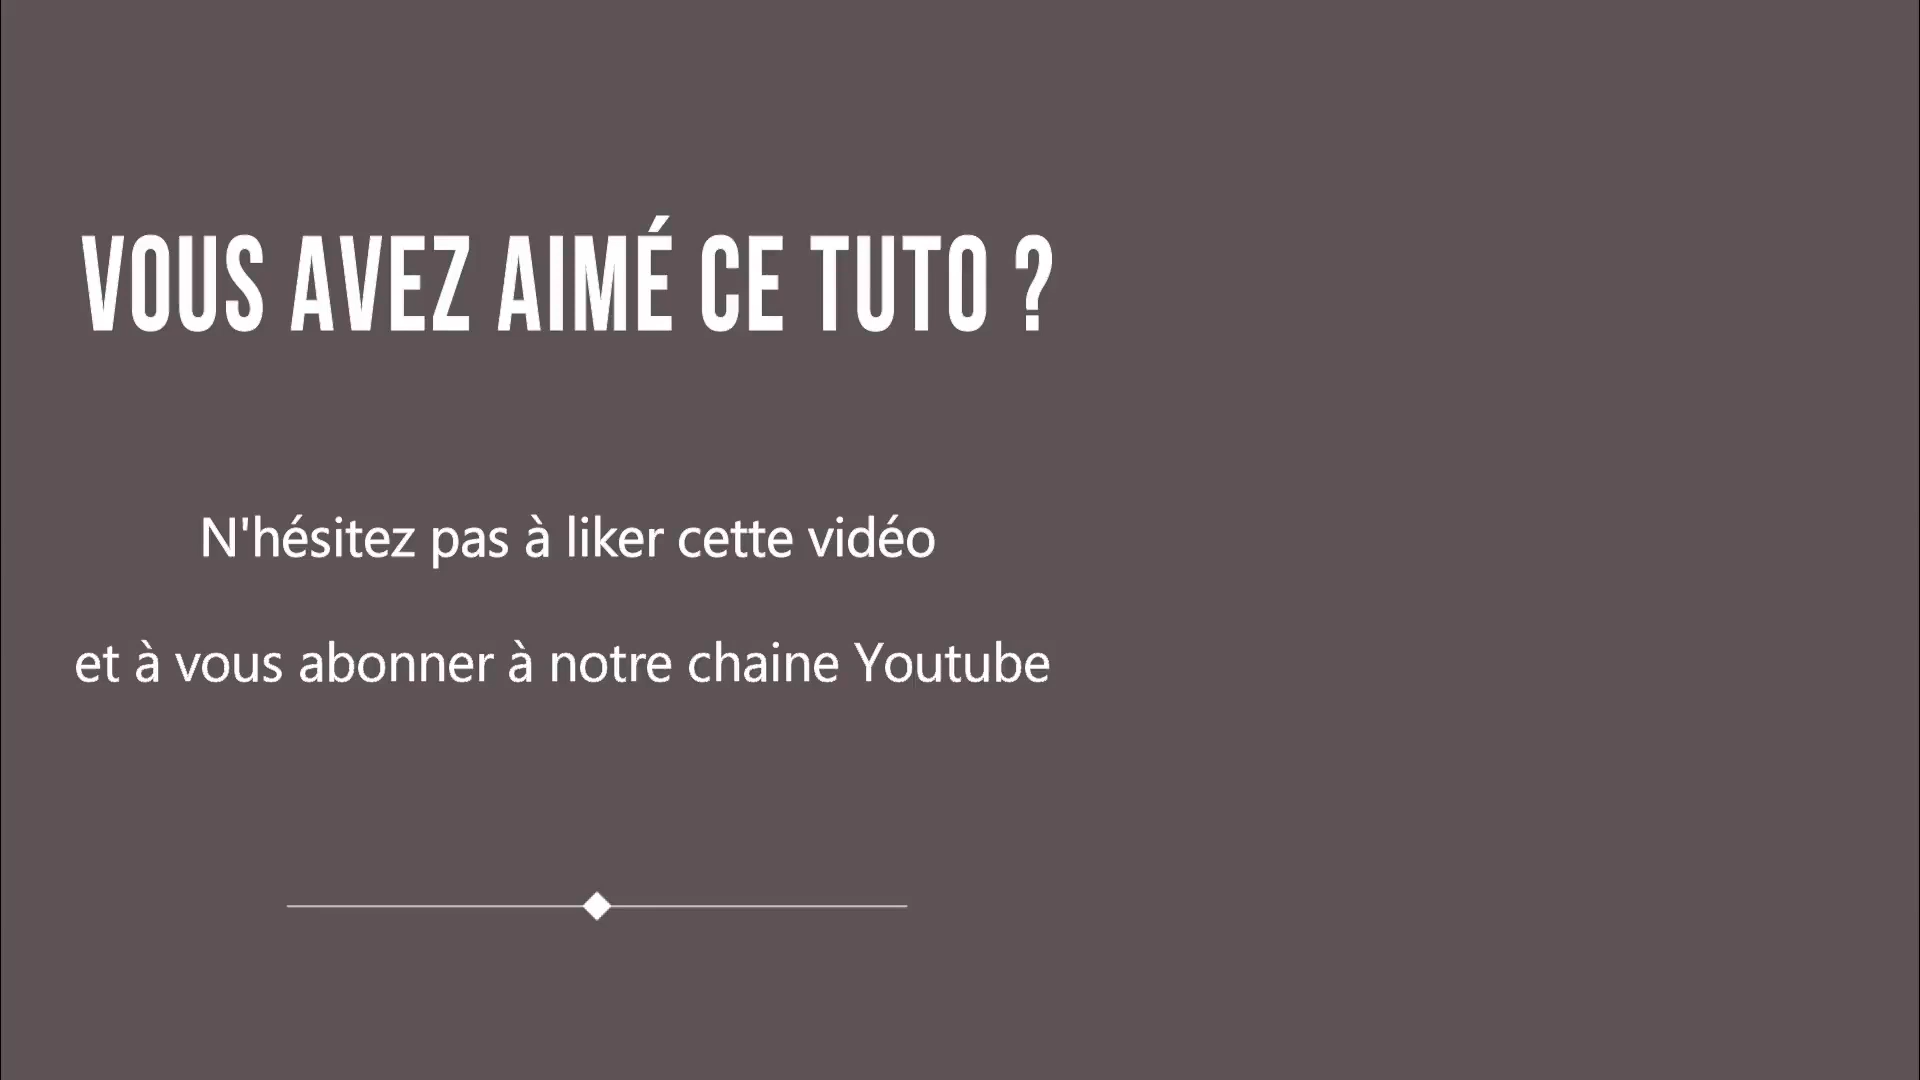 VOUS AVEZ AIMÉ CE TUTO ?
N'hésitez pas à liker cette vidéo
et à vous abonner à notre chaine Youtube